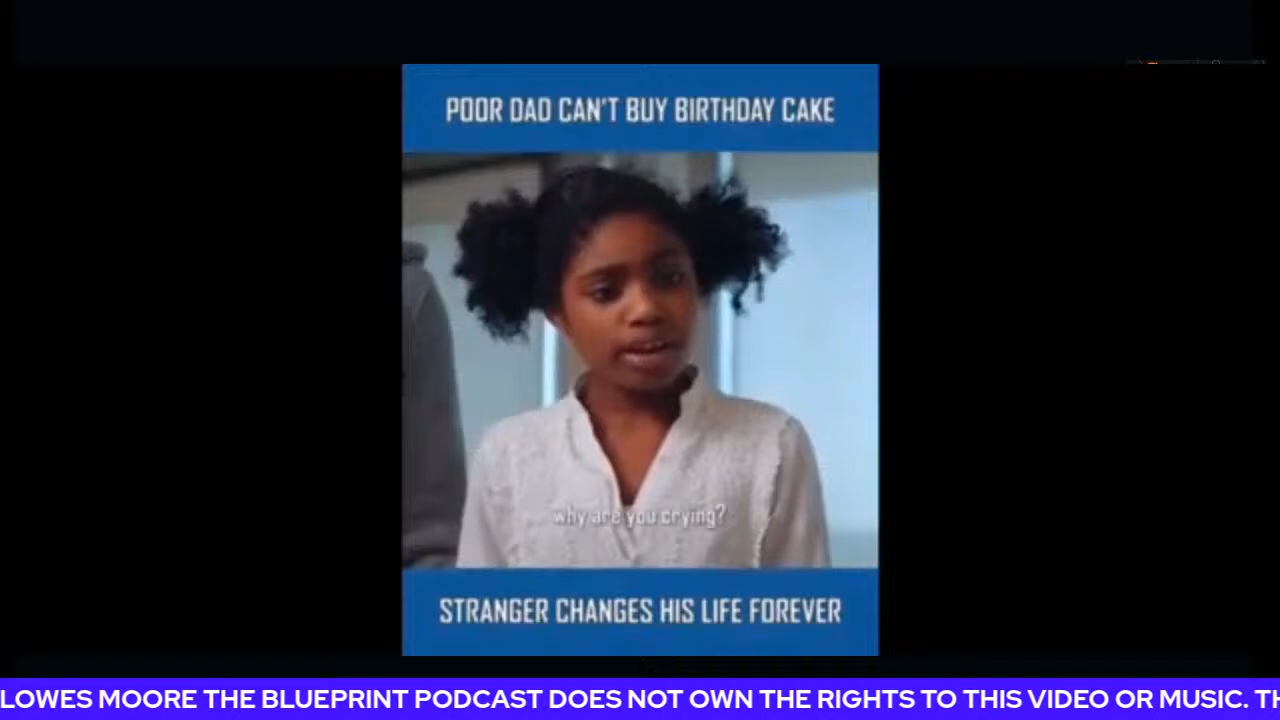 POOR DAD CAN'T BUY BIRTHDAY CAKE
why are you crying?
STRANGER CHANGES HIS LIFE FOREVER
LOWES MOORE THE BLUEPRINT PODCAST DOES NOT OWN THE RIGHTS TO THIS VIDEO OR MUSIC. TH